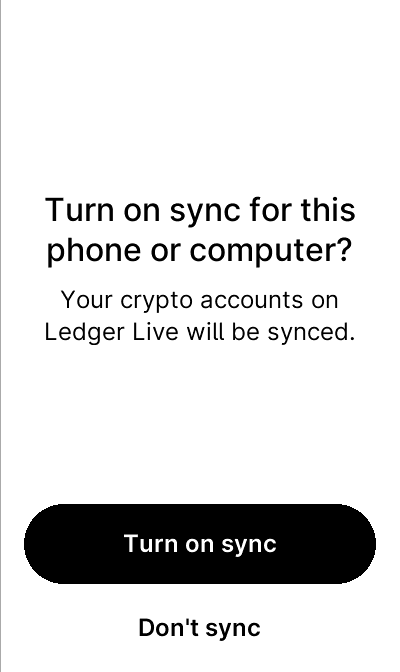 Turn on sync for this
phone or computer?
Your crypto accounts on
Ledger Live will be synced.
Turn on sync
Don't sync